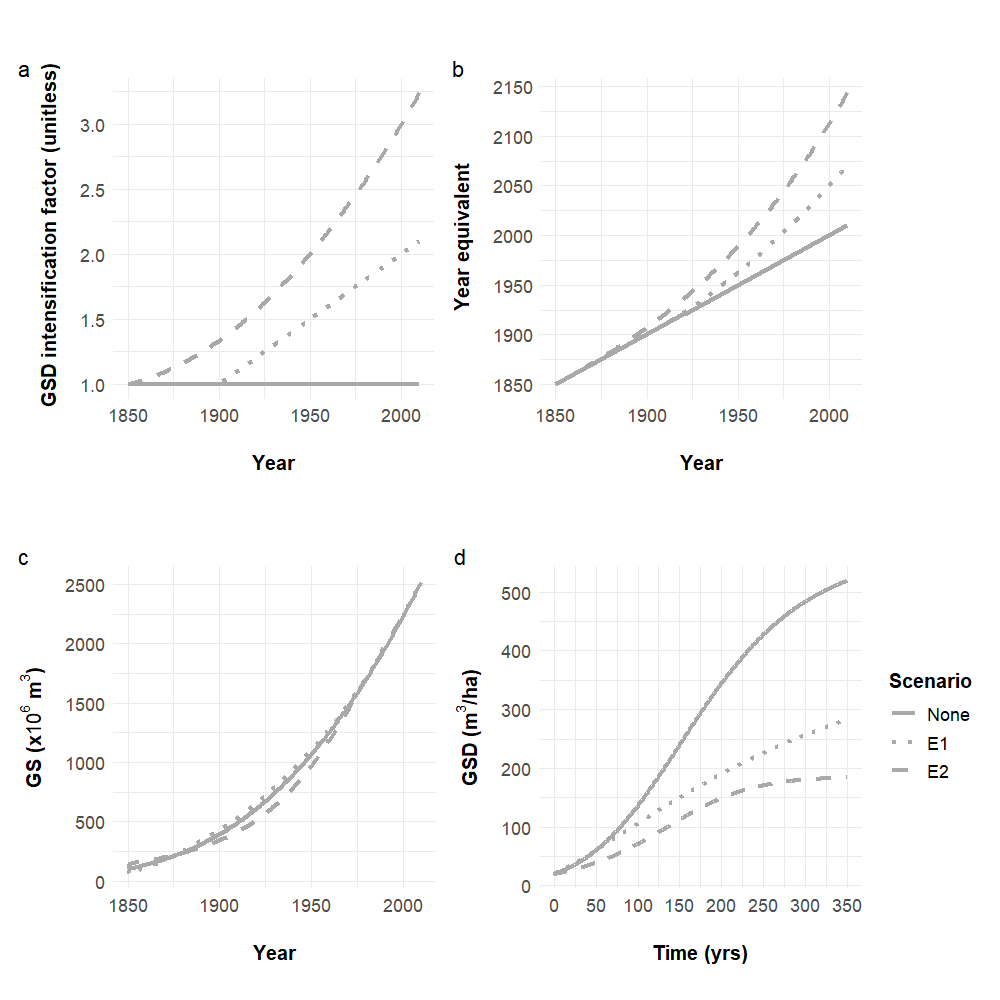 a
GSD intensification factor (unitless)
3.0
2.5
2.0
1.5
1.0
1850 1900 1950 2000
Year
b
Year equivalent
2150
2100
2050
2000
1950
1900
1850
1850 1900 1950 2000
Year
c
GS (x10⁶ m³)
2500
2000
1500
1000
500
0
1850 1900 1950 2000
Year
d
GSD (m³/ha)
500
400
300
200
100
0
0 50 100 150 200 250 300 350
Time (yrs)
Scenario
None
E1
E2